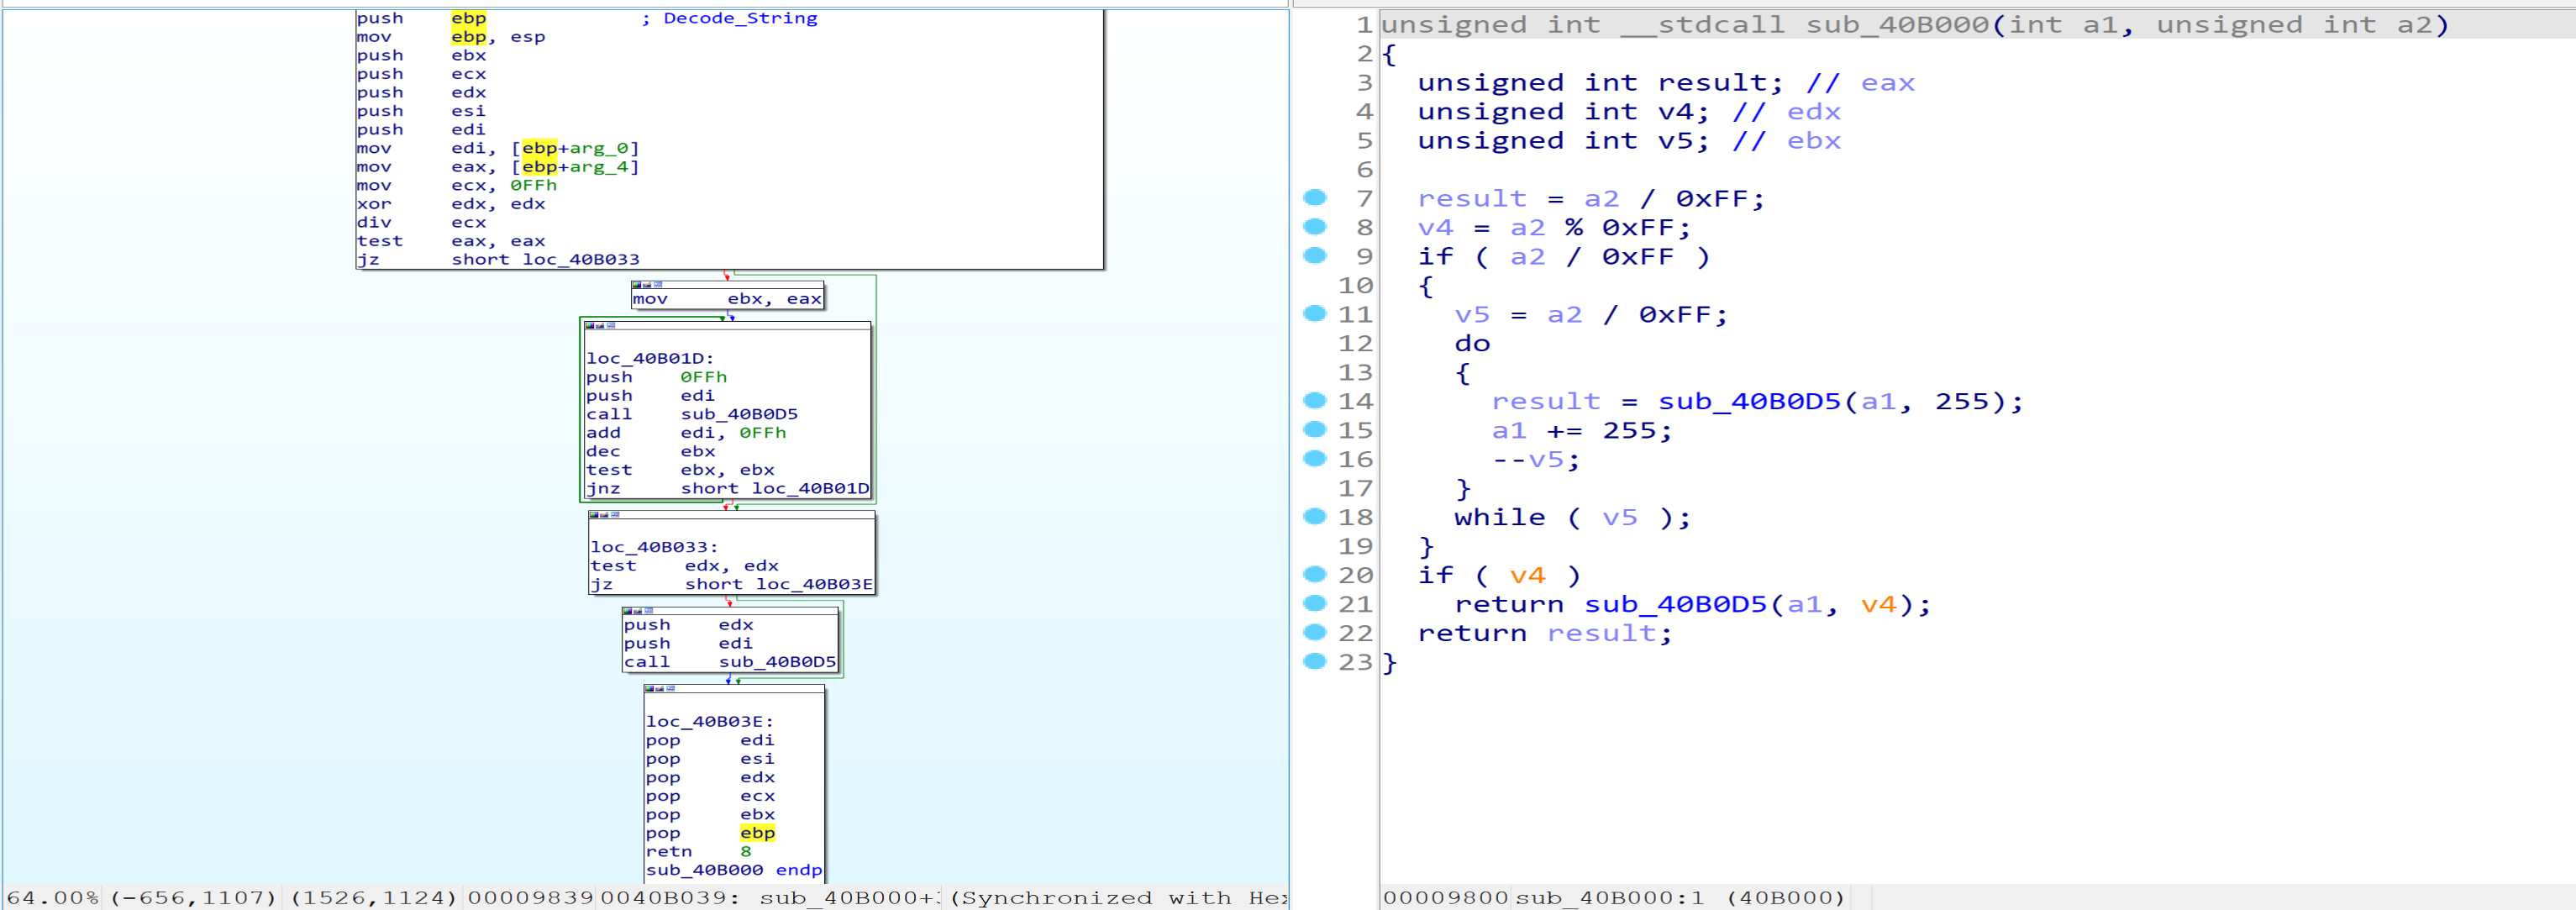 push ebp ; Decode_String
mov ebp, esp
push ebx
push ecx
push edx
push esi
push edi
mov edi, [ebp+arg_0]
mov eax, [ebp+arg_4]
mov ecx, 0FFh
xor edx, edx
div ecx
test eax, eax
jz short loc_40B033
mov ebx, eax
loc_40B01D:
push 0FFh
push edi
call sub_40B0D5
add edi, 0FFh
dec ebx
test ebx, ebx
jnz short loc_40B01D
loc_40B033:
test edx, edx
jz short loc_40B03E
push edx
push edi
call sub_40B0D5
loc_40B03E:
pop edi
pop esi
pop edx
pop ecx
pop ebx
pop ebp
retn 8
sub_40B000 endp
64.00% (-656,1107) (1526,1124) 00009839 0040B039: sub_40B000+ (Synchronized with He
1 unsigned int __stdcall sub_40B000(int a1, unsigned int a2)
2 {
3 unsigned int result; // eax
4 unsigned int v4; // edx
5 unsigned int v5; // ebx
6
7 result = a2 / 0xFF;
8 v4 = a2 % 0xFF;
9 if ( a2 / 0xFF )
10 {
11 v5 = a2 / 0xFF;
12 do
13 {
14 result = sub_40B0D5(a1, 255);
15 a1 += 255;
16 --v5;
17 }
18 while ( v5 );
19 }
20 if ( v4 )
21 return sub_40B0D5(a1, v4);
22 return result;
23 }
00009800 sub_40B000:1 (40B000)